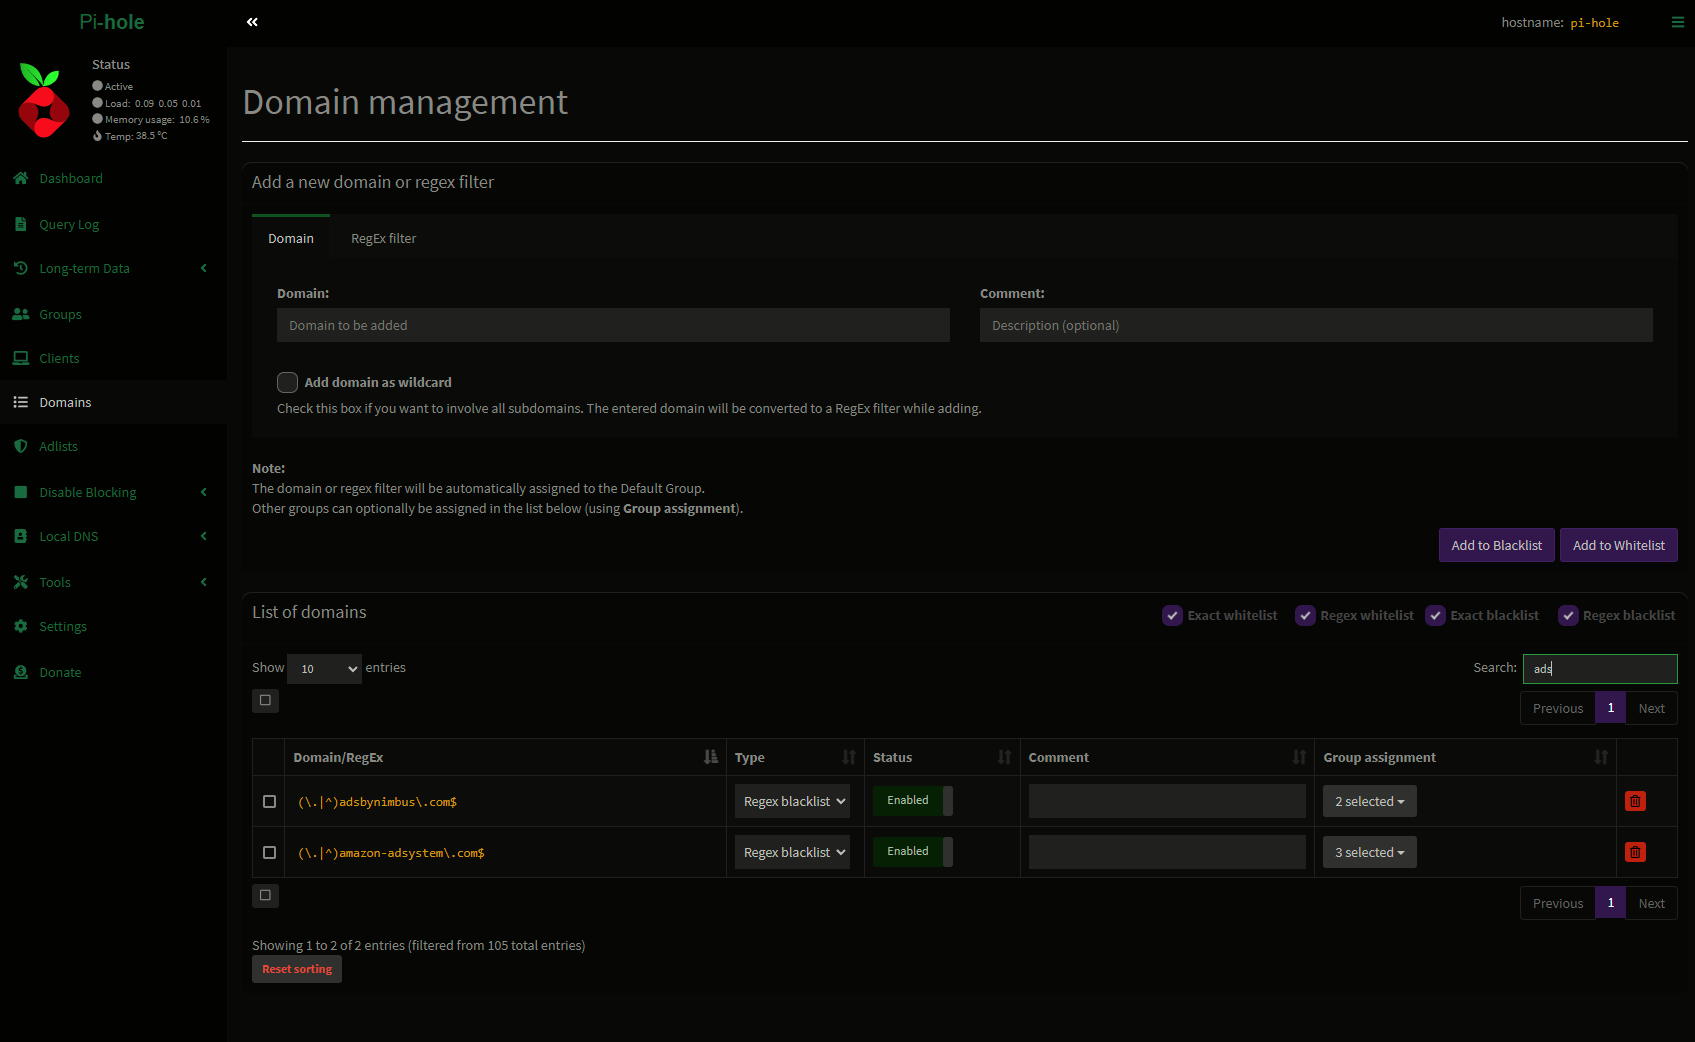 Pi-hole
hostname: pi-hole
Status
Active
Load: 0.09 0.05 0.01
Memory usage: 10.6 %
Temp: 38.5 °C
Dashboard
Query Log
Long-term Data
Groups
Clients
Domains
Adlists
Disable Blocking
Local DNS
Tools
Settings
Donate
Domain management
Add a new domain or regex filter
Domain RegEx filter
Domain: Comment:
Domain to be added Description (optional)
Add domain as wildcard
Check this box if you want to involve all subdomains. The entered domain will be converted to a RegEx filter while adding.
Note:
The domain or regex filter will be automatically assigned to the Default Group.
Other groups can optionally be assigned in the list below (using Group assignment).
Add to Blacklist Add to Whitelist
List of domains Exact whitelist Regex whitelist Exact blacklist Regex blacklist
Show 10 entries Search: ads
Previous 1 Next
Domain/RegEx Type Status Comment Group assignment
(\.|^)adsbynimbus\.com$ Regex blacklist Enabled 2 selected
(\.|^)amazon-adsystem\.com$ Regex blacklist Enabled 3 selected
Previous 1 Next
Showing 1 to 2 of 2 entries (filtered from 105 total entries)
Reset sorting